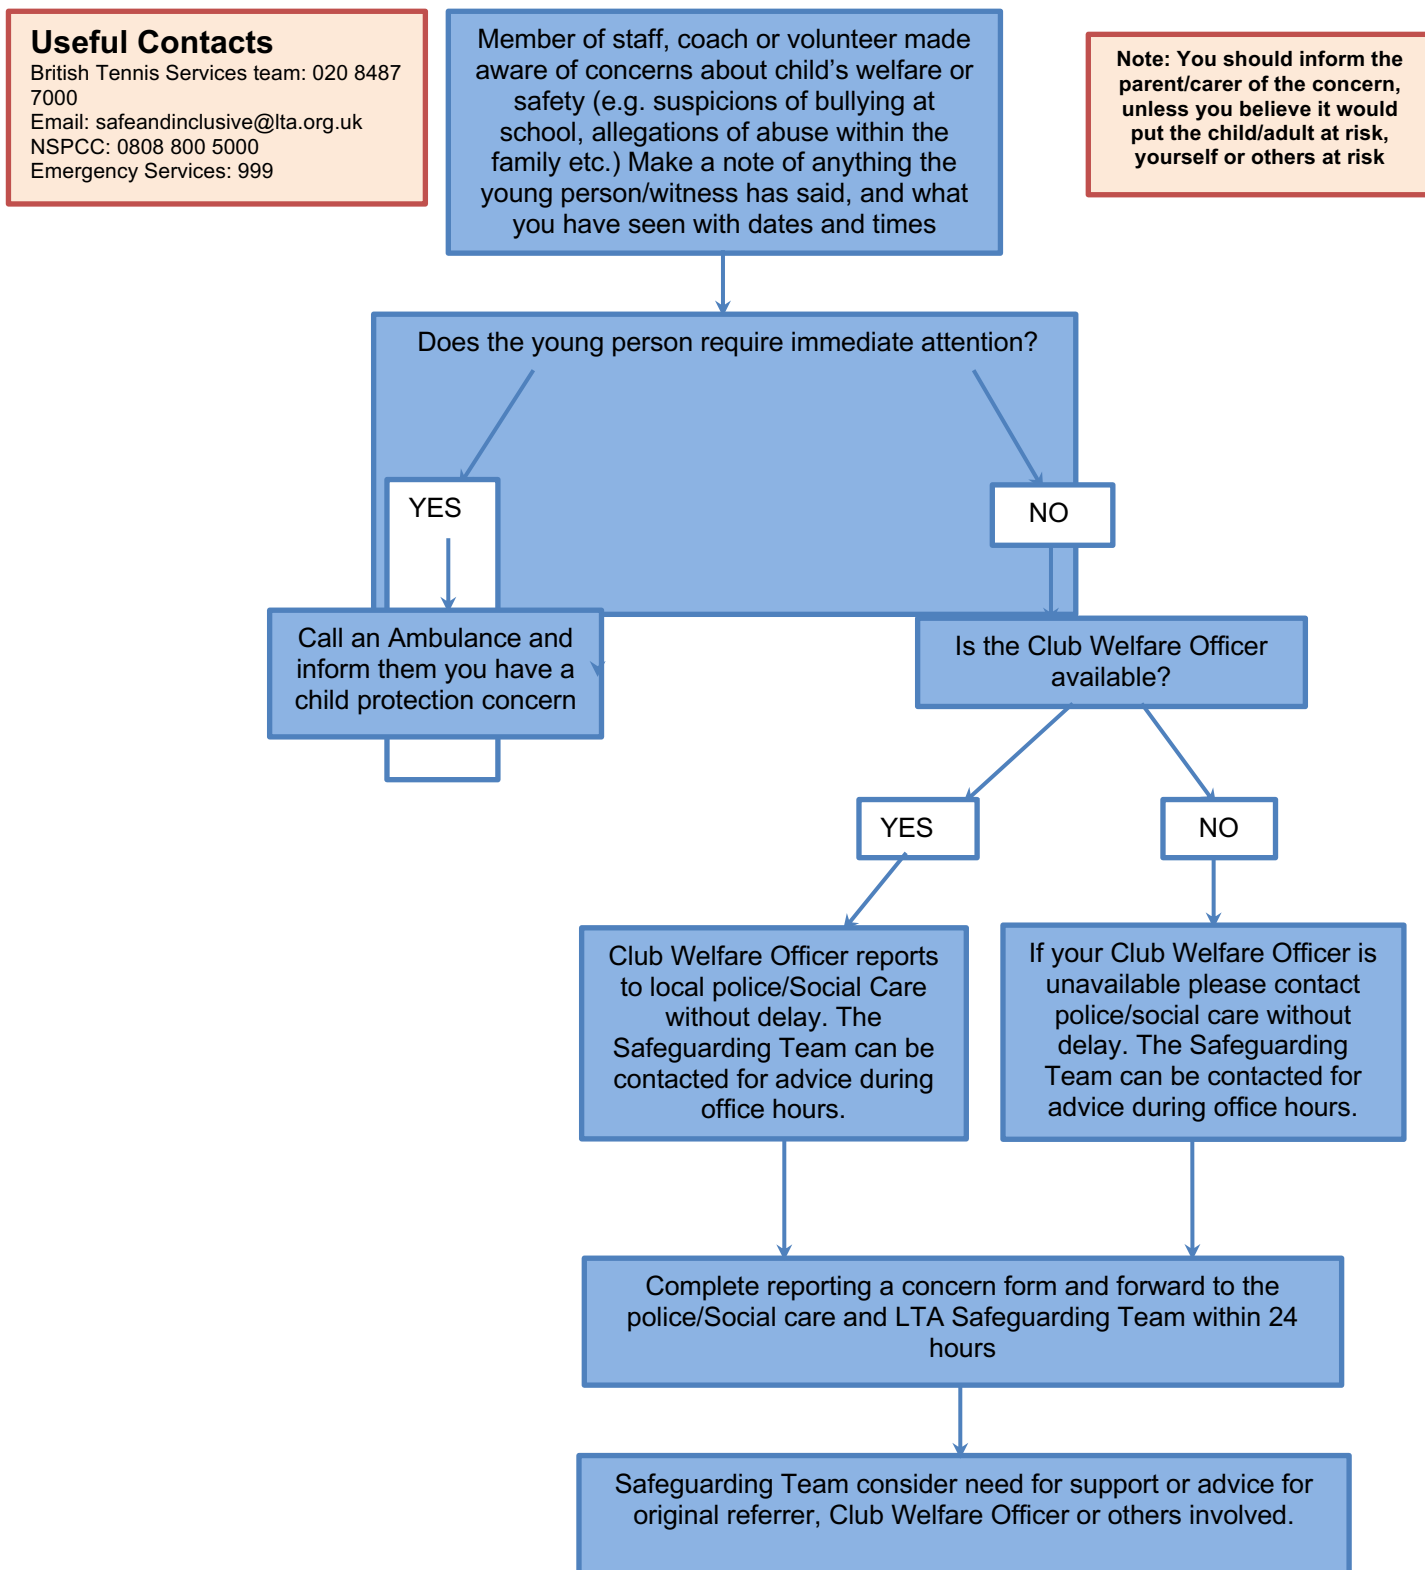 Useful Contacts
British Tennis Services team: 020 8487
7000
Email: safeandinclusive@lta.org.uk
NSPCC: 0808 800 5000
Emergency Services: 999
Member of staff, coach or volunteer made
aware of concerns about child’s welfare or
safety (e.g. suspicions of bullying at
school, allegations of abuse within the
family etc.) Make a note of anything the
young person/witness has said, and what
you have seen with dates and times
Note: You should inform the
parent/carer of the concern,
unless you believe it would
put the child/adult at risk,
yourself or others at risk
Does the young person require immediate attention?
YES
NO
Call an Ambulance and
inform them you have a
child protection concern
Is the Club Welfare Officer
available?
YES
NO
Club Welfare Officer reports
to local police/Social Care
without delay. The
Safeguarding Team can be
contacted for advice during
office hours.
If your Club Welfare Officer is
unavailable please contact
police/social care without
delay. The Safeguarding
Team can be contacted for
advice during office hours.
Complete reporting a concern form and forward to the
police/Social care and LTA Safeguarding Team within 24
hours
Safeguarding Team consider need for support or advice for
original referrer, Club Welfare Officer or others involved.